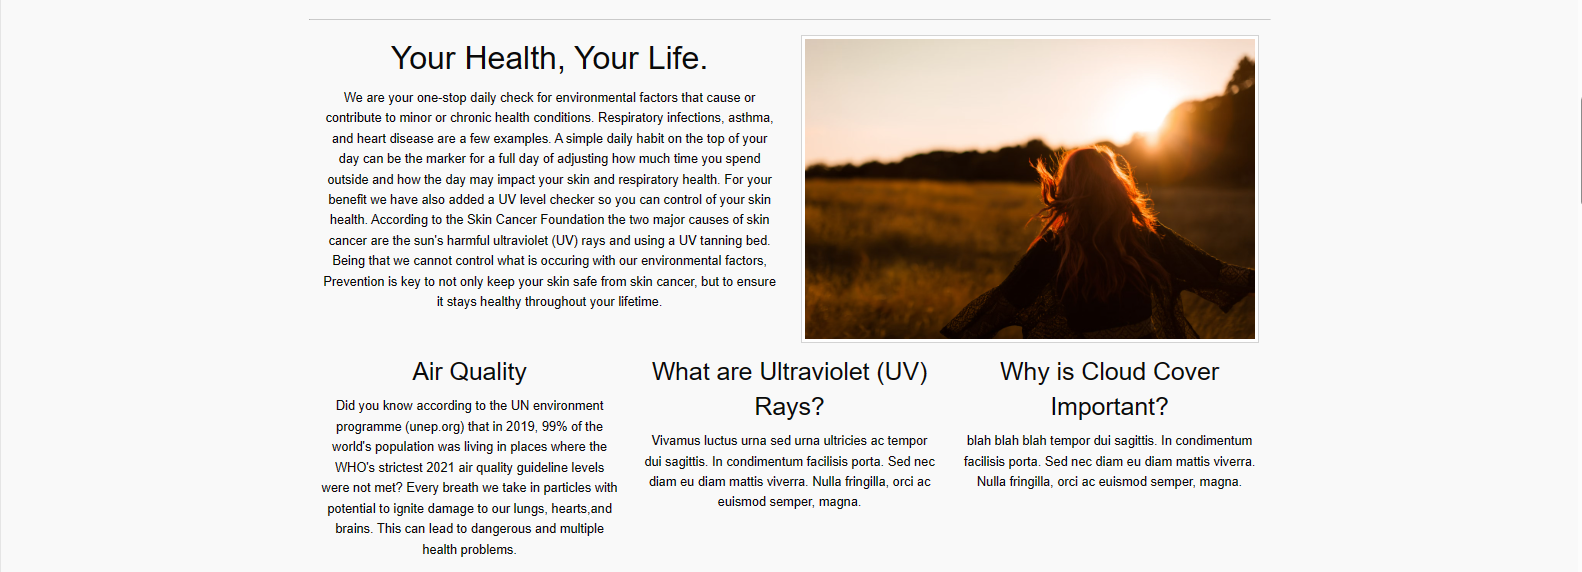 Your Health, Your Life.
We are your one-stop daily check for environmental factors that cause or
contribute to minor or chronic health conditions. Respiratory infections, asthma,
and heart disease are a few examples. A simple daily habit on the top of your
day can be the marker for a full day of adjusting how much time you spend
outside and how the day may impact your skin and respiratory health. For your
benefit we have also added a UV level checker so you can control of your skin
health. According to the Skin Cancer Foundation the two major causes of skin
cancer are the sun's harmful ultraviolet (UV) rays and using a UV tanning bed.
Being that we cannot control what is occuring with our environmental factors,
Prevention is key to not only keep your skin safe from skin cancer, but to ensure
it stays healthy throughout your lifetime.
Air Quality
Did you know according to the UN environment
programme (unep.org) that in 2019, 99% of the
world's population was living in places where the
WHO's strictest 2021 air quality guideline levels
were not met? Every breath we take in particles with
potential to ignite damage to our lungs, hearts,and
brains. This can lead to dangerous and multiple
health problems.
What are Ultraviolet (UV)
Rays?
Vivamus luctus urna sed urna ultricies ac tempor
dui sagittis. In condimentum facilisis porta. Sed nec
diam eu diam mattis viverra. Nulla fringilla, orci ac
euismod semper, magna.
Why is Cloud Cover
Important?
blah blah blah tempor dui sagittis. In condimentum
facilisis porta. Sed nec diam eu diam mattis viverra.
Nulla fringilla, orci ac euismod semper, magna.